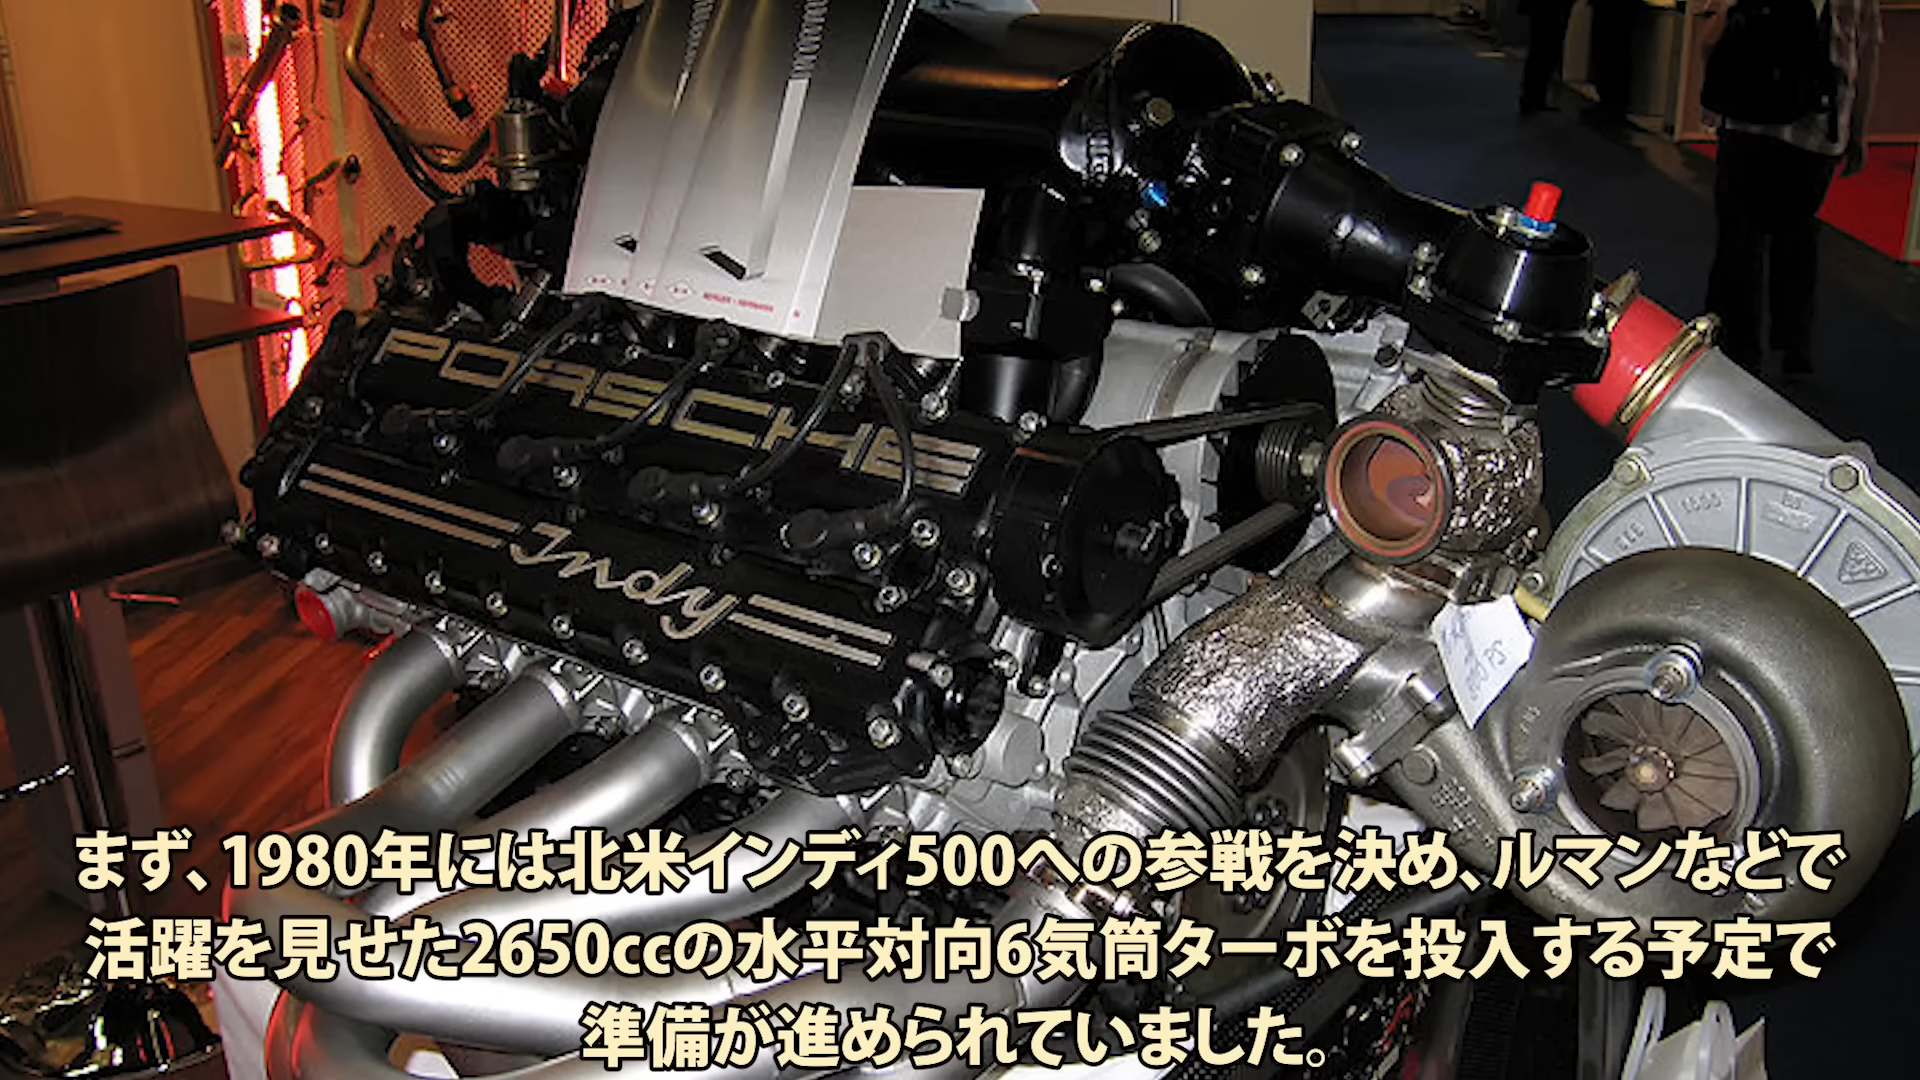 PORSCHE
Indy
まず、1980年には北米インディ500への参戦を決め、ルマンなどで
活躍を見せた2650ccの水平対向6気筒ターボを投入する予定で
準備が進められていました。